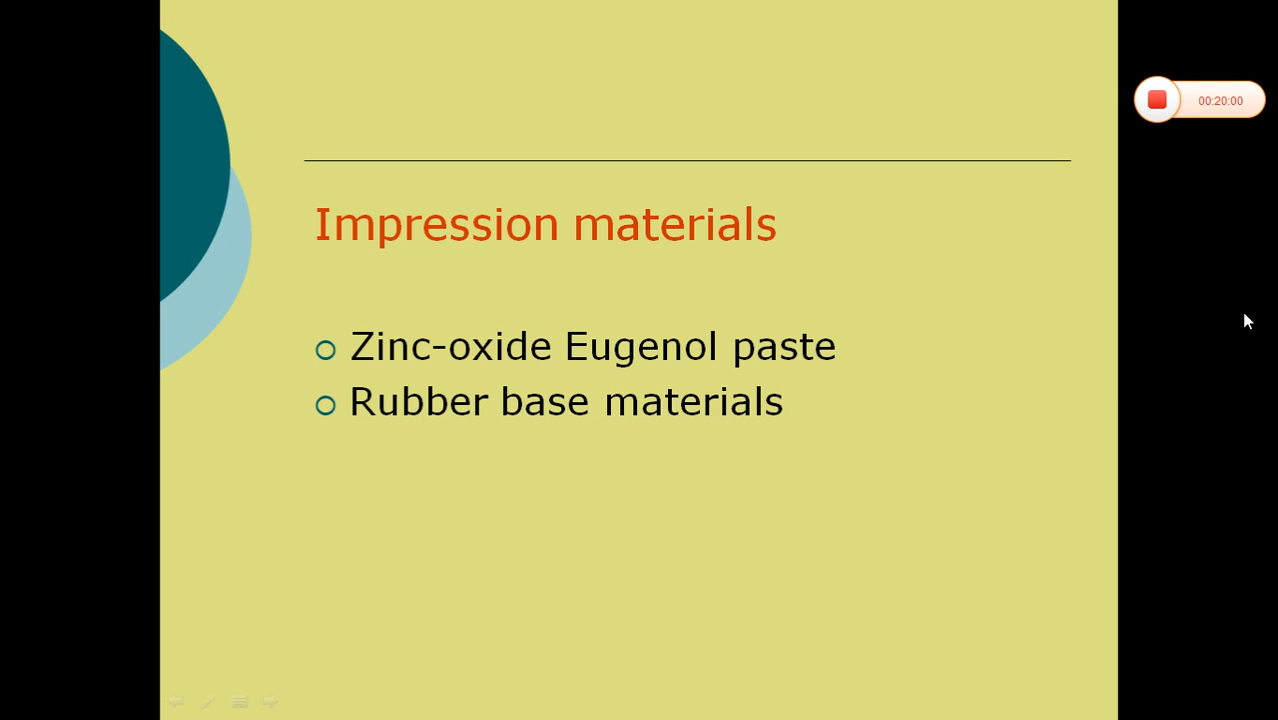 00:20:00
Impression materials
Zinc-oxide Eugenol paste
Rubber base materials